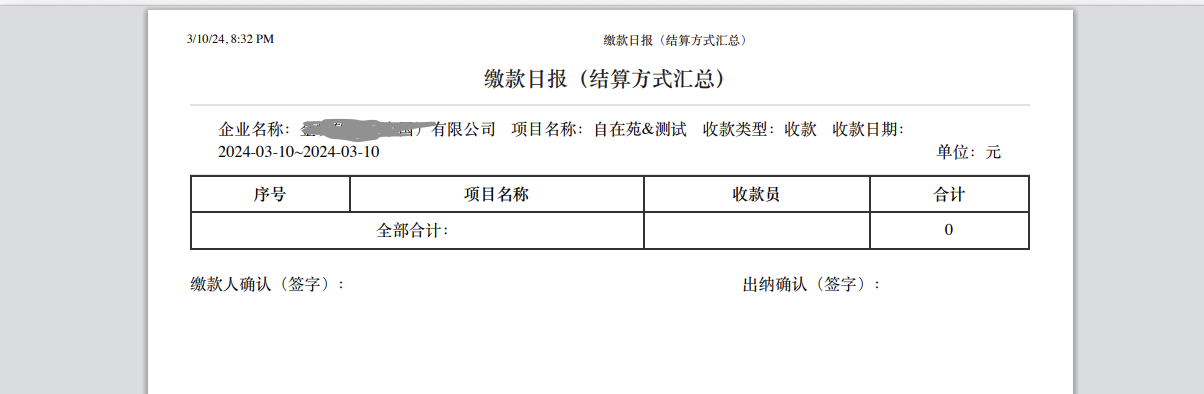 3/10/24, 8:32 PM 缴款日报（结算方式汇总）
缴款日报（结算方式汇总）
企业名称： 国）有限公司 项目名称：自在苑&测试 收款类型：收款 收款日期：
2024-03-10~2024-03-10 单位：元
序号 项目名称 收款员 合计
全部合计： 0
缴款人确认（签字）： 出纳确认（签字）：